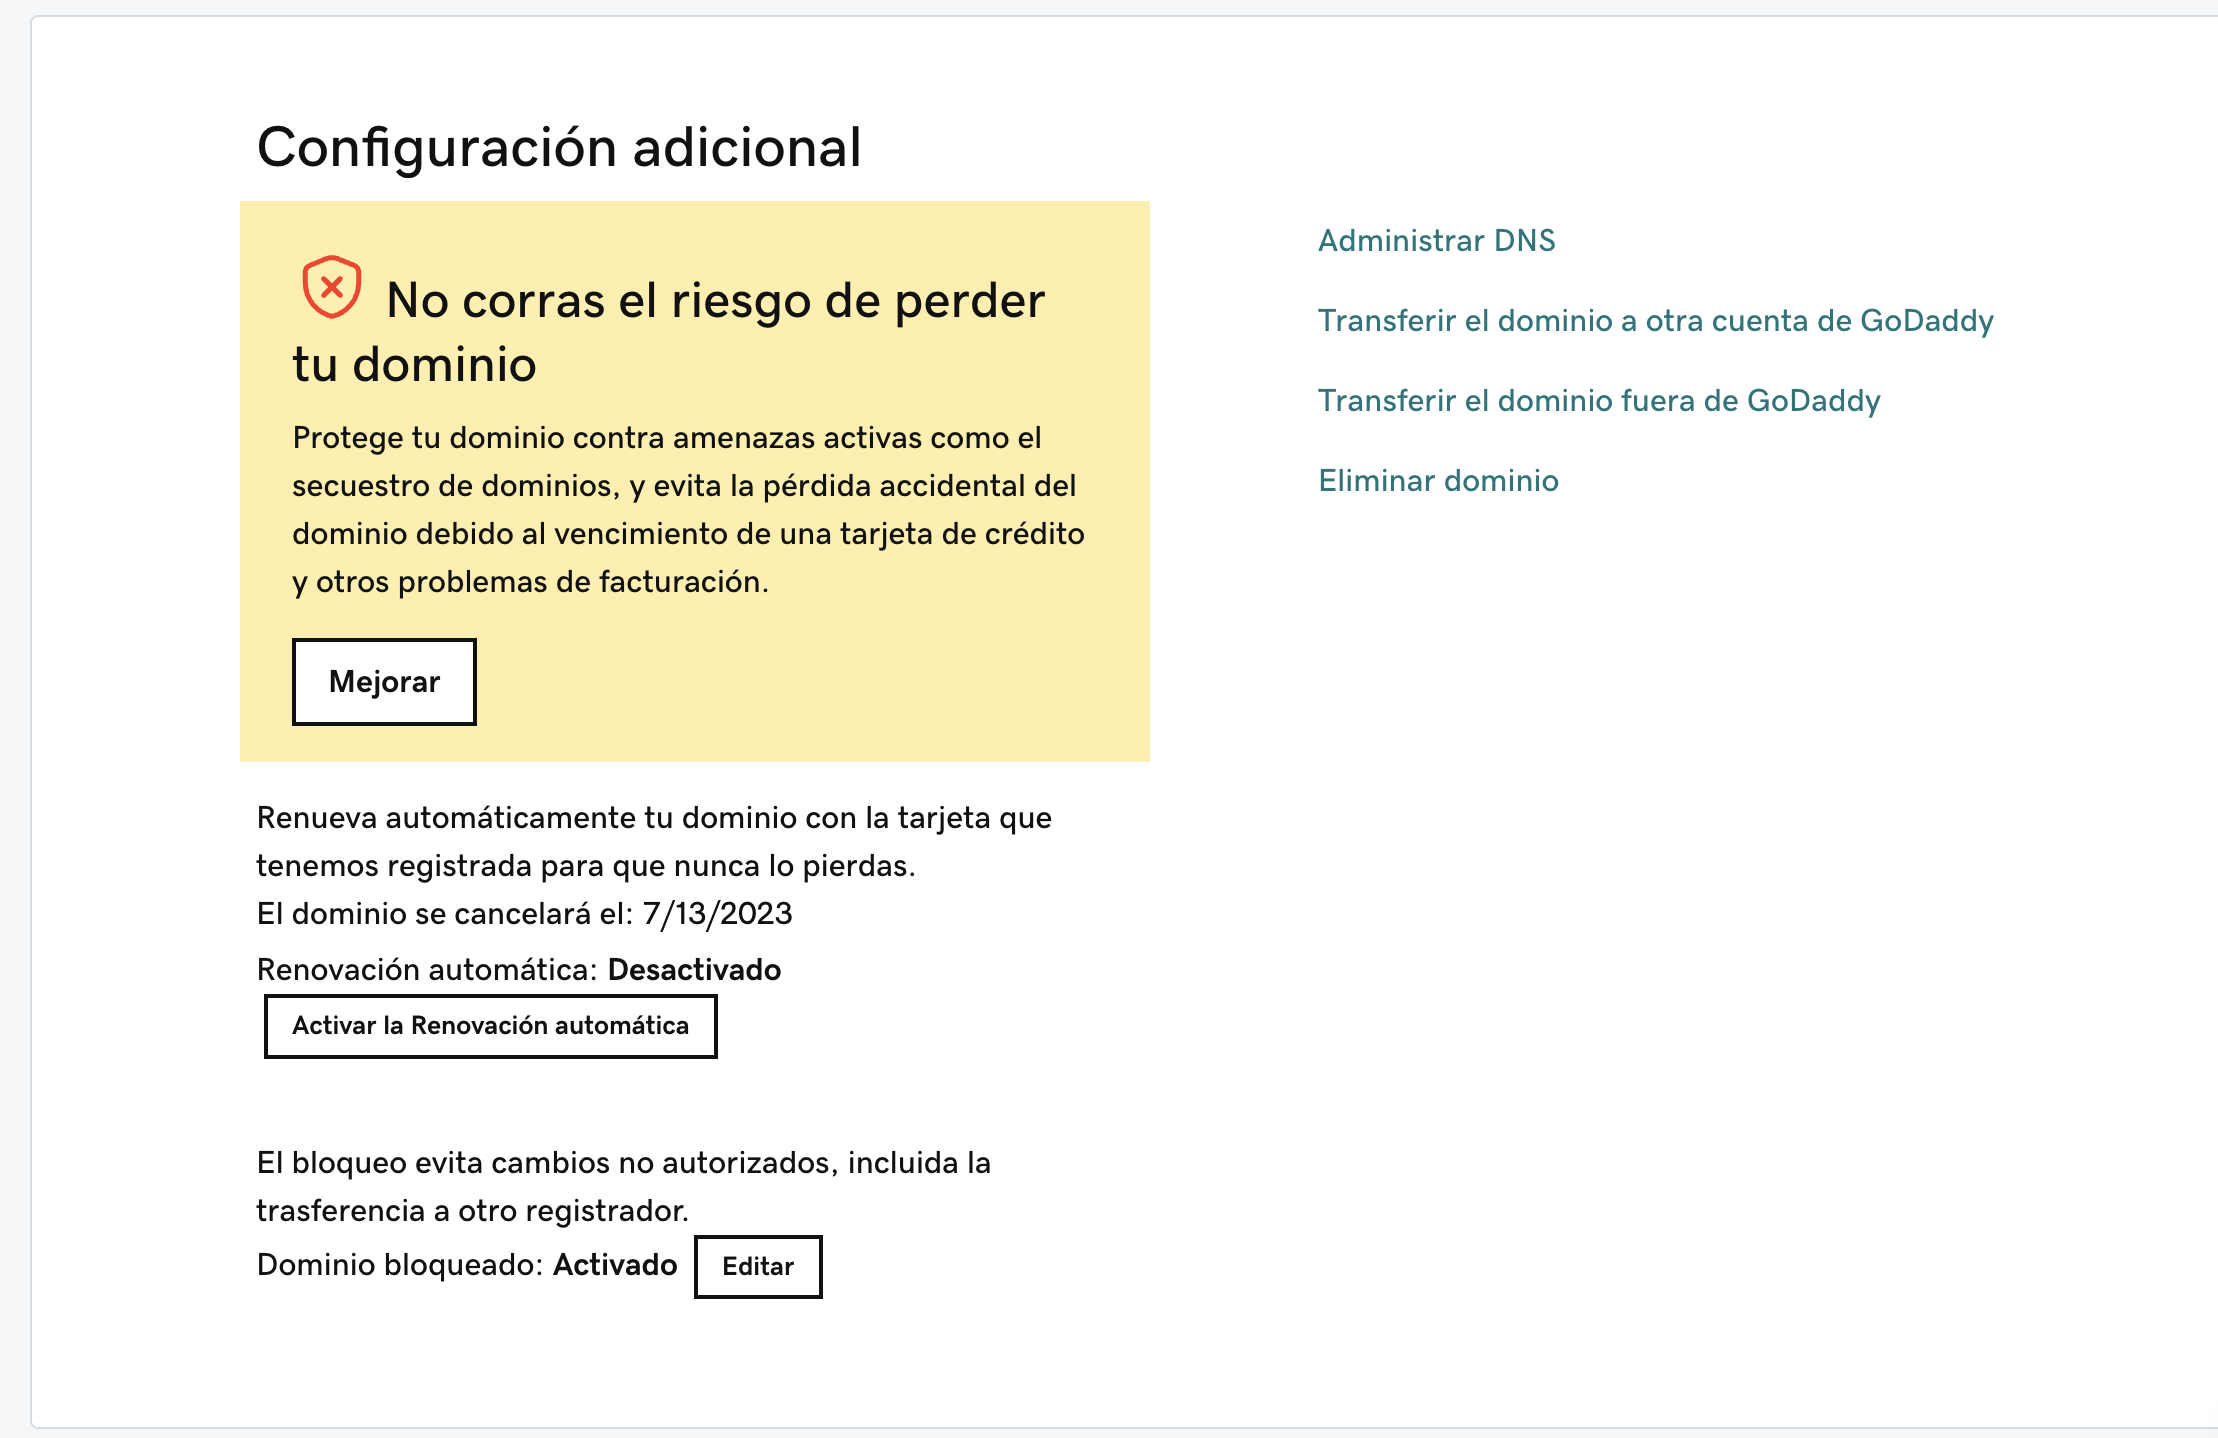 Configuración adicional
No corras el riesgo de perder
tu dominio
Protege tu dominio contra amenazas activas como el
secuestro de dominios, y evita la pérdida accidental del
dominio debido al vencimiento de una tarjeta de crédito
y otros problemas de facturación.
Mejorar
Renueva automáticamente tu dominio con la tarjeta que
tenemos registrada para que nunca lo pierdas.
El dominio se cancelará el: 7/13/2023
Renovación automática: Desactivado
Activar la Renovación automática
El bloqueo evita cambios no autorizados, incluida la
trasferencia a otro registrador.
Dominio bloqueado: Activado Editar
Administrar DNS
Transferir el dominio a otra cuenta de GoDaddy
Transferir el dominio fuera de GoDaddy
Eliminar dominio